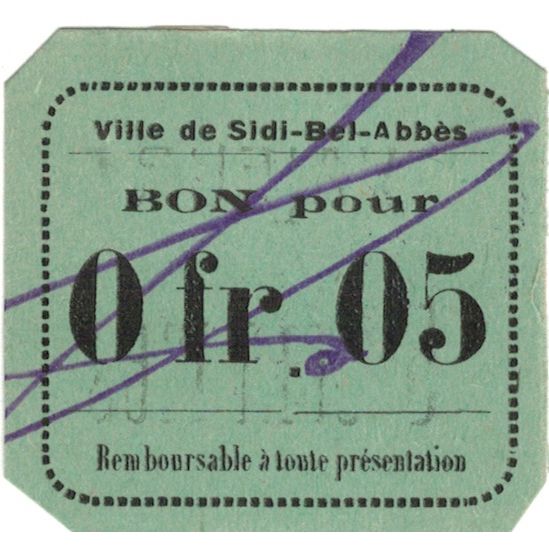 Ville de Sidi-Bel-Abbès
BON pour
0 fr. 05
Remboursable à toute présentation